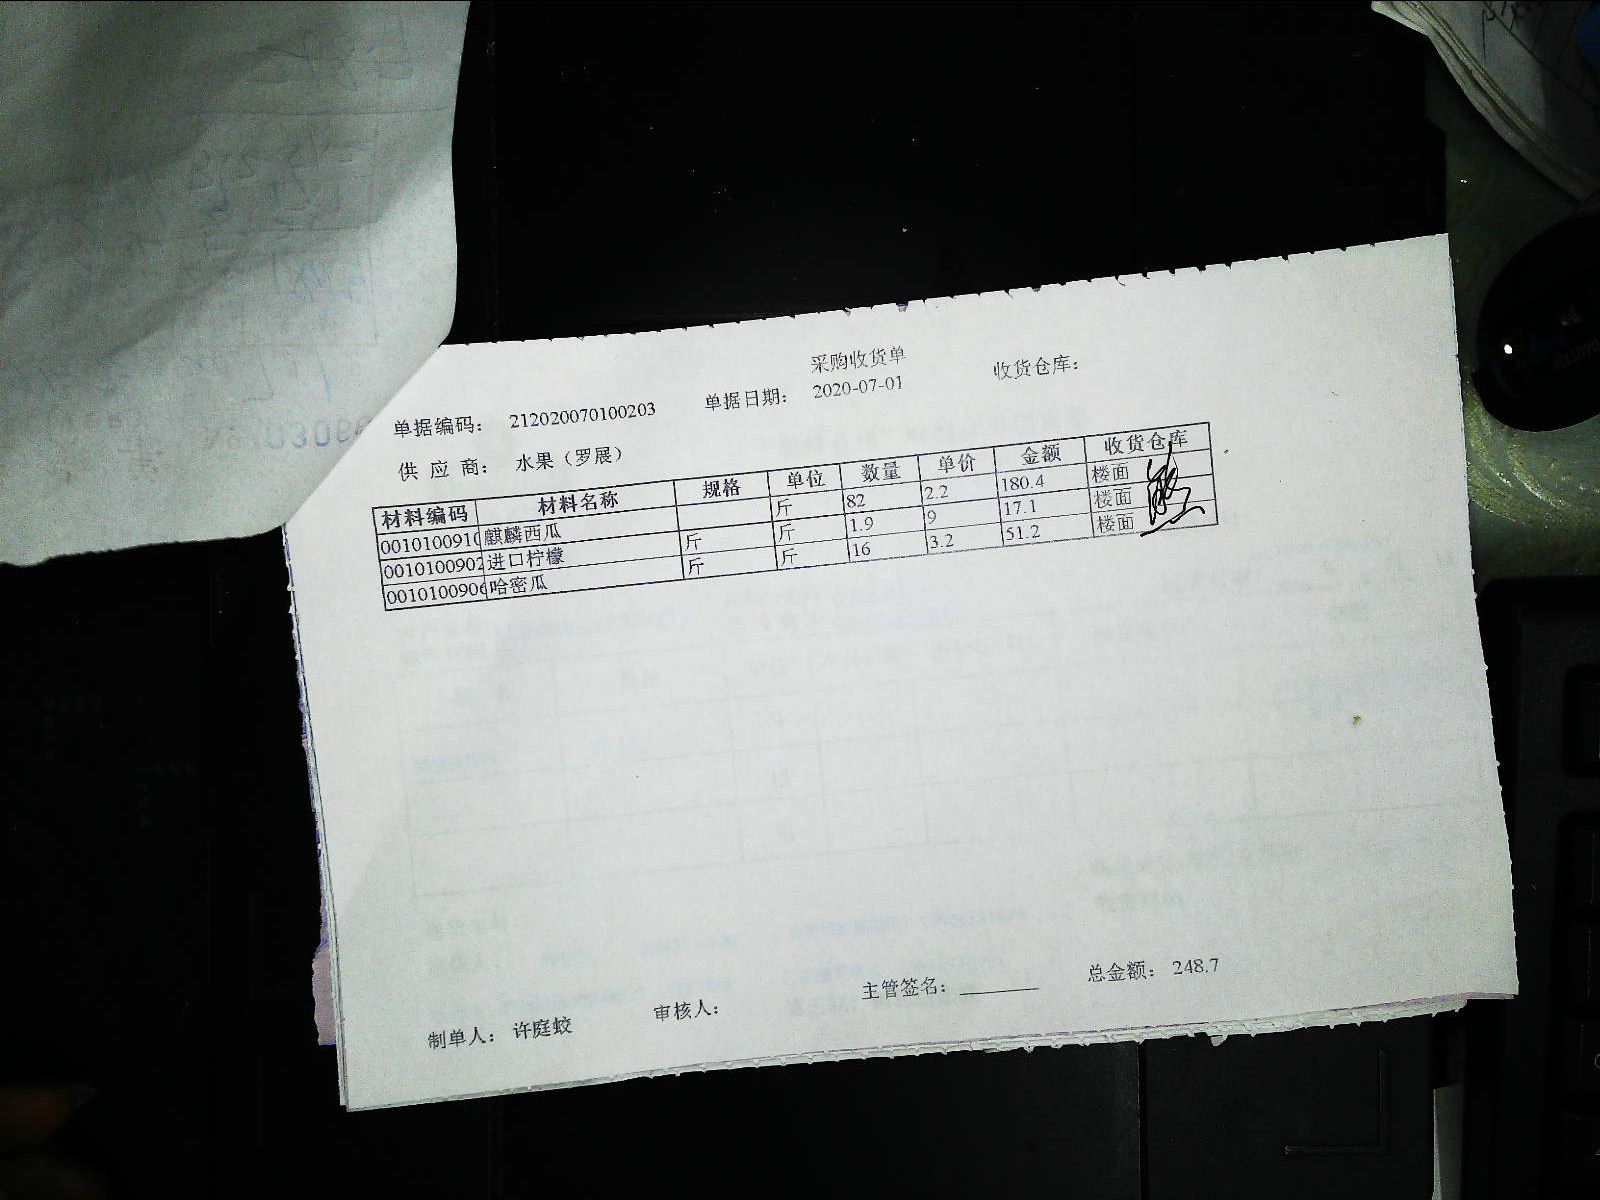 采购收货单
单据编码： 212020070100203 单据日期： 2020-07-01 收货仓库：
供 应 商： 水果（罗展）
材料编码 材料名称 规格 单位 数量 单价 金额 收货仓库
0010100910 麒麟西瓜 斤 82 2.2 180.4 楼面
0010100902 进口柠檬 斤 斤 1.9 9 17.1 楼面
0010100906 哈密瓜 斤 斤 16 3.2 51.2 楼面
制单人： 许庭蛟 审核人： 主管签名：________ 总金额： 248.7